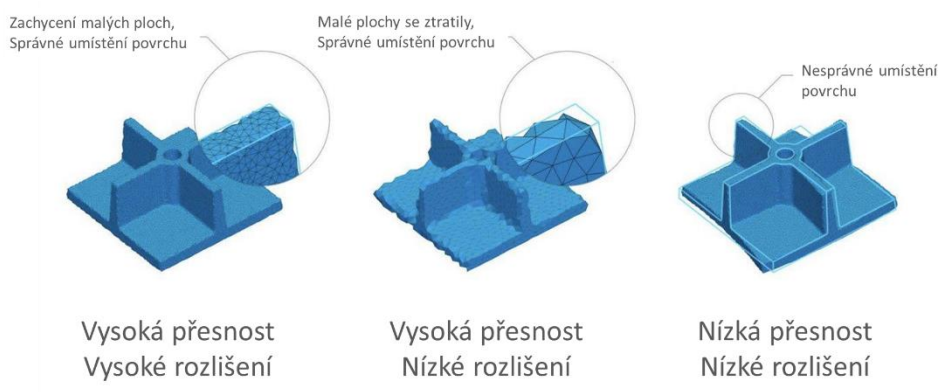 Zachycení malých ploch,
Správné umístění povrchu
Malé plochy se ztratily,
Správné umístění povrchu
Nesprávné umístění
povrchu
Vysoká přesnost
Vysoké rozlišení
Vysoká přesnost
Nízké rozlišení
Nízká přesnost
Nízké rozlišení